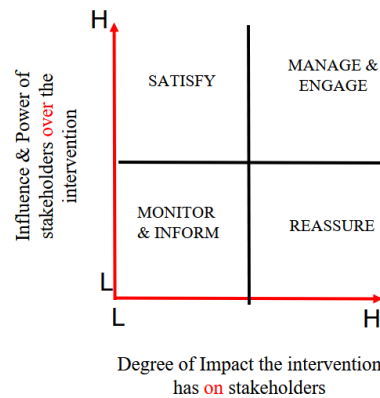 H
Influence & Power of
stakeholders over the
intervention
SATISFY
MANAGE &
ENGAGE
MONITOR
& INFORM
REASSURE
L
L
H
Degree of Impact the intervention
has on stakeholders